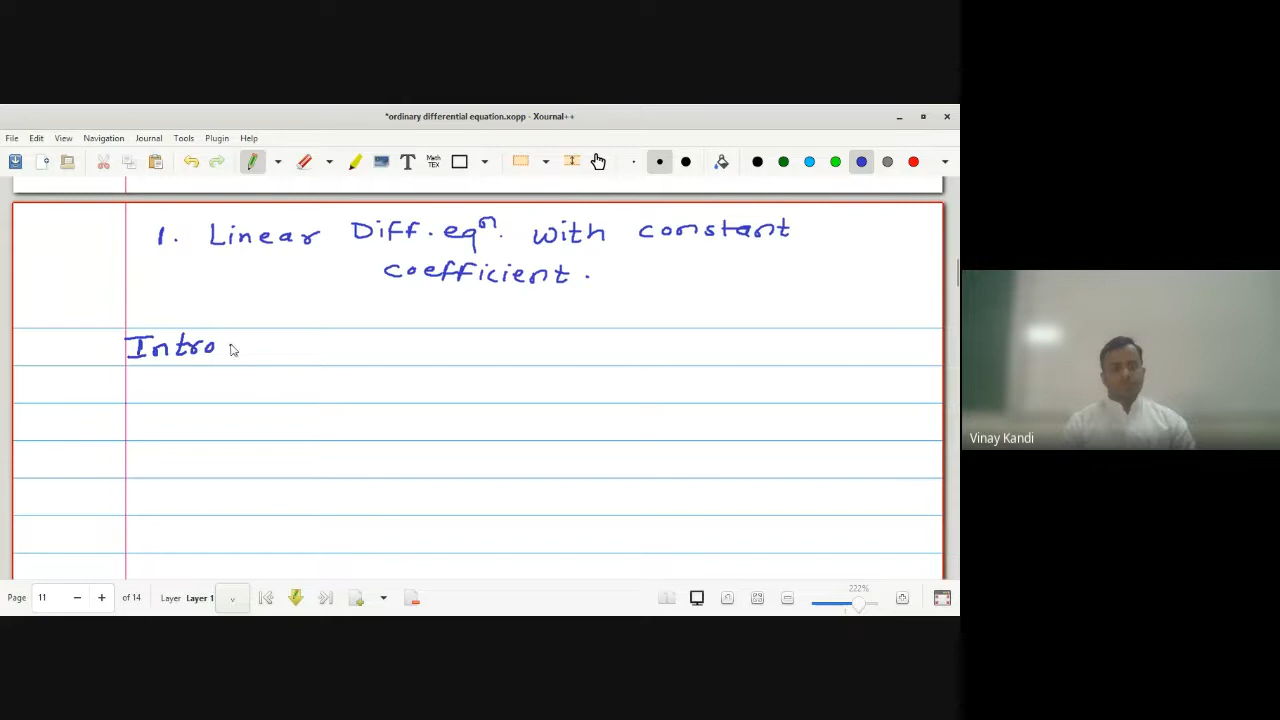 *ordinary differential equation.xopp - Xournal++
File Edit View Navigation Journal Tools Plugin Help
1. Linear Diff. eqn. with constant
coefficient.
Intro
Vinay Kandi
Page 11 of 14 Layer Layer 1 222%